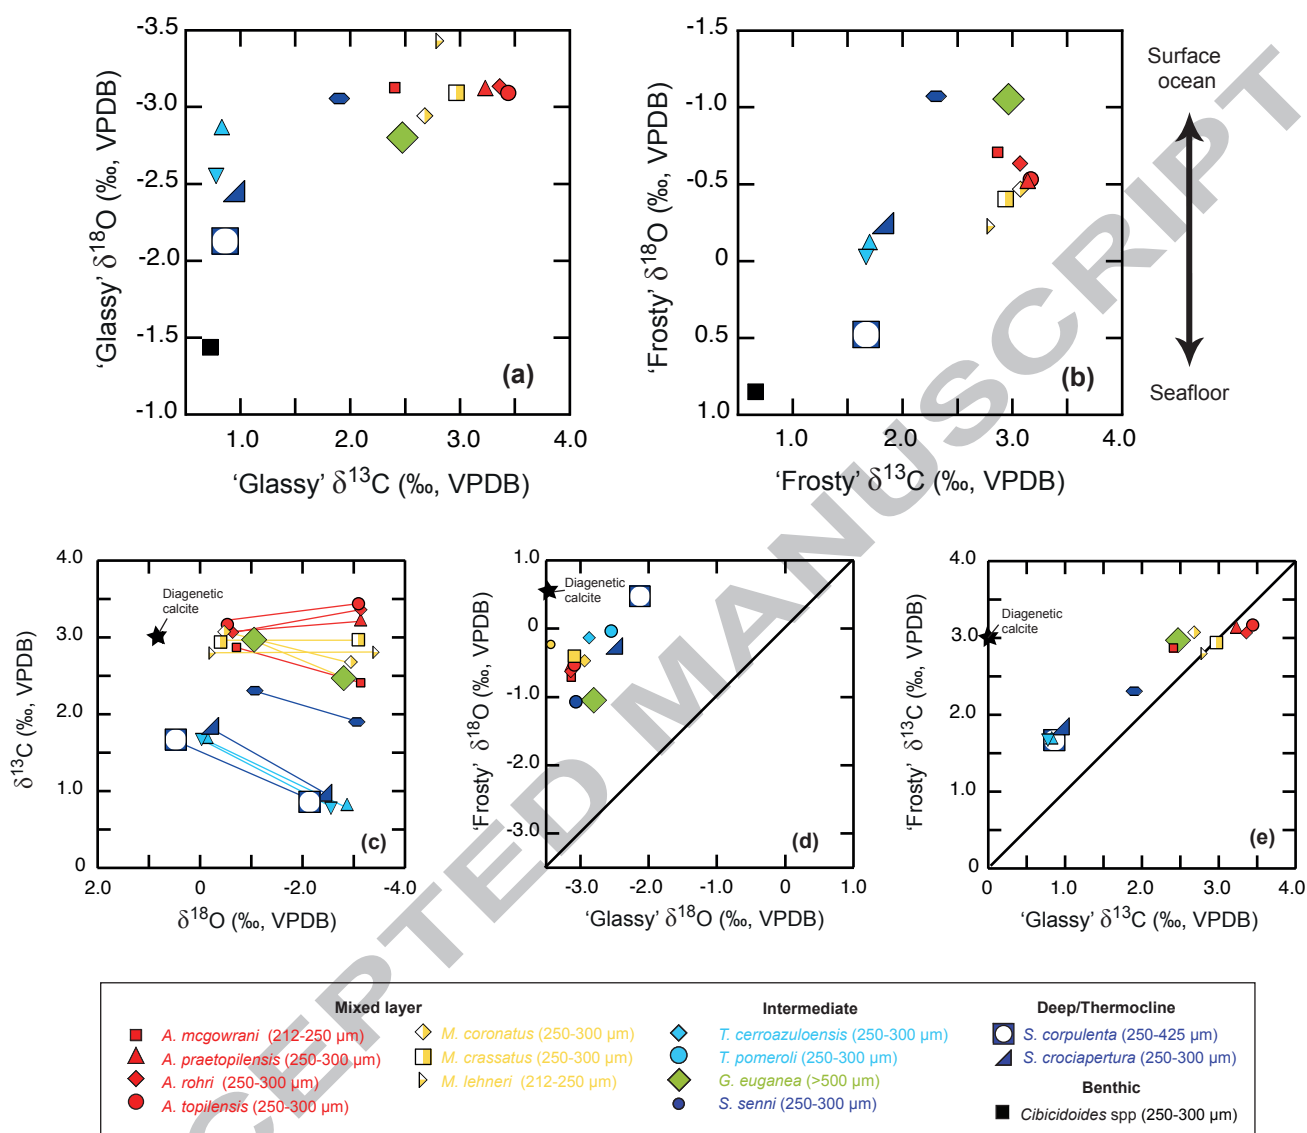 -3.5
-3.0
-2.5
-2.0
-1.5
-1.0
'Glassy' δ18O (‰, VPDB)
1.0 2.0 3.0 4.0
'Glassy' δ13C (‰, VPDB)
(a)
-1.5
-1.0
-0.5
0
0.5
1.0
'Frosty' δ18O (‰, VPDB)
1.0 2.0 3.0 4.0
'Frosty' δ13C (‰, VPDB)
(b)
Surface
ocean
Seafloor
4.0
3.0
2.0
1.0
0
δ13C (‰, VPDB)
Diagenetic
calcite
(c)
2.0 0 -2.0 -4.0
δ18O (‰, VPDB)
1.0
0
-1.0
-2.0
-3.0
'Frosty' δ18O (‰, VPDB)
Diagenetic
calcite
(d)
-3.0 -2.0 -1.0 0 1.0
'Glassy' δ18O (‰, VPDB)
4.0
3.0
2.0
1.0
0
'Frosty' δ13C (‰, VPDB)
Diagenetic
calcite
(e)
0 1.0 2.0 3.0 4.0
'Glassy' δ13C (‰, VPDB)
Mixed layer
A. mcgowrani (212-250 µm)
A. praetopilensis (250-300 µm)
A. rohri (250-300 µm)
A. topilensis (250-300 µm)
M. coronatus (250-300 µm)
M. crassatus (250-300 µm)
M. lehneri (212-250 µm)
Intermediate
T. cerroazuloensis (250-300 µm)
T. pomeroli (250-300 µm)
G. euganea (>500 µm)
S. senni (250-300 µm)
Deep/Thermocline
S. corpulenta (250-425 µm)
S. crociapertura (250-300 µm)
Benthic
Cibicidoides spp (250-300 µm)
CEPTED MANUSCRIPT